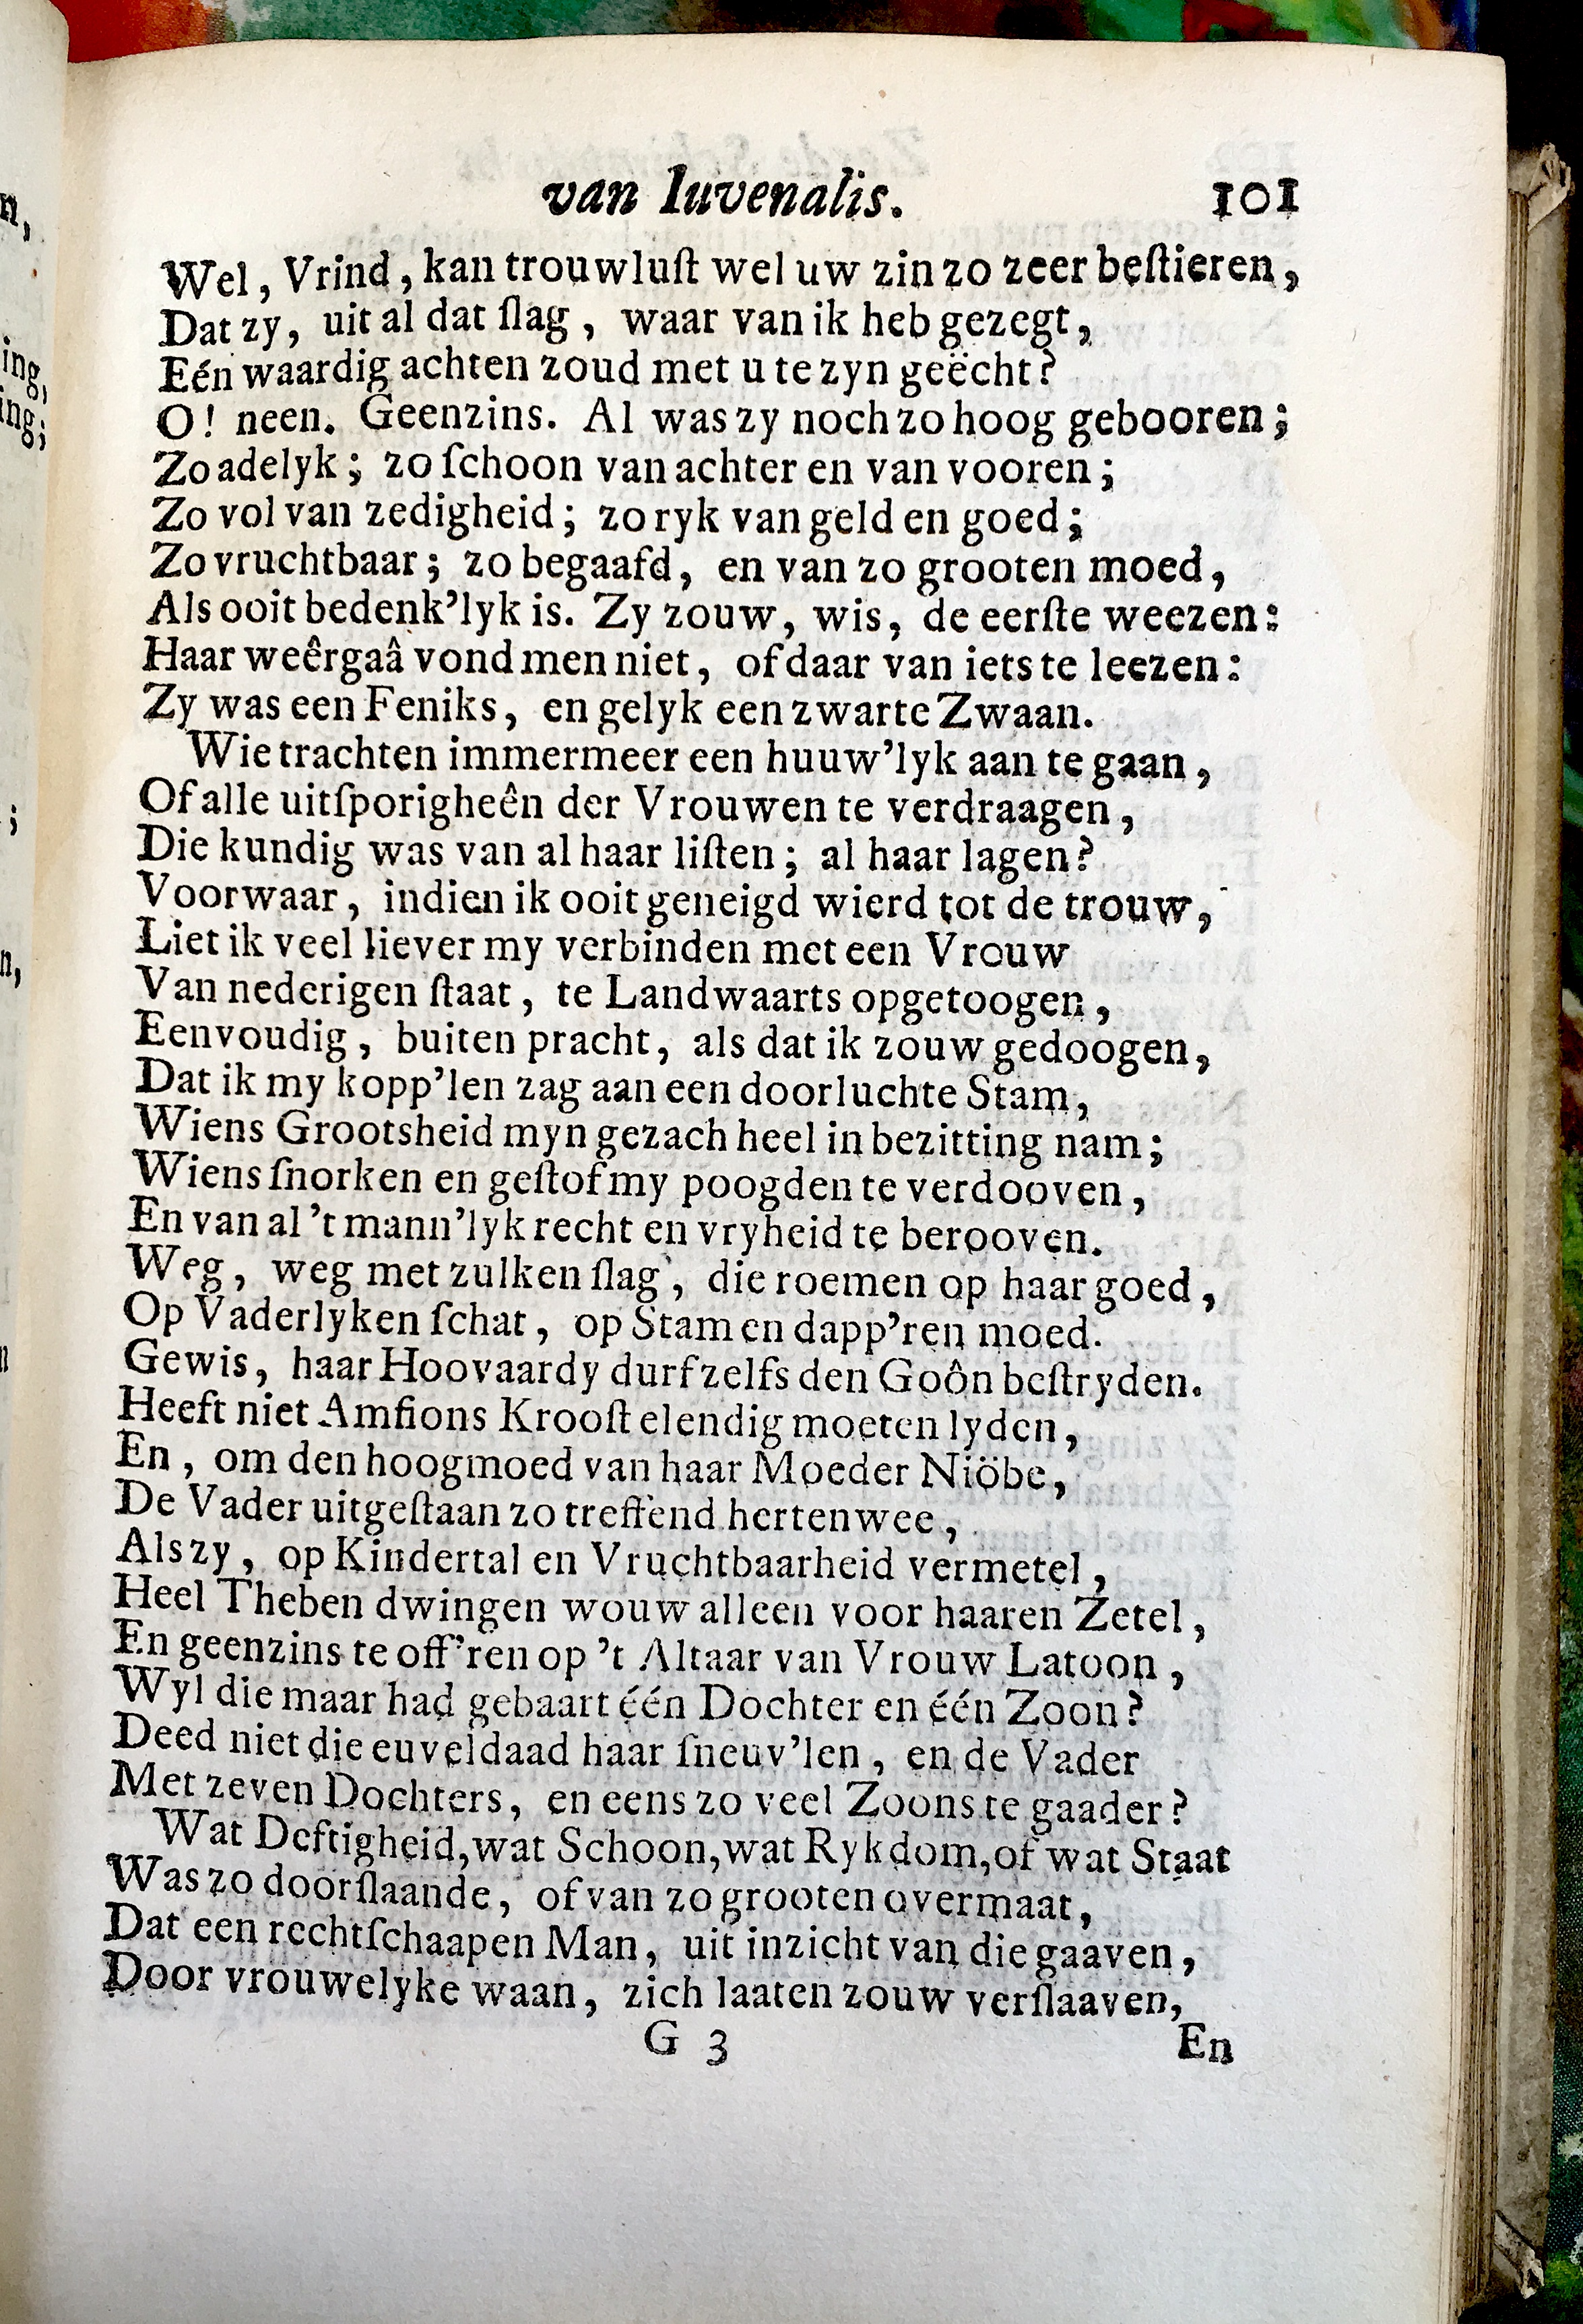 van Iuvenalis. 101
Wel, Vrind, kan trouwluſt wel uw zin zo zeer beſtieren,
Dat zy, uit al dat ſlag, waar van ik heb gezegt,
Eén waardig achten zoud met u te zyn geëcht?
O! neen. Geenzins. Al was zy noch zo hoog gebooren;
Zo adelyk; zo ſchoon van achter en van vooren;
Zo vol van zedigheid; zo ryk van geld en goed;
Zo vruchtbaar; zo begaafd, en van zo grooten moed,
Als ooit bedenk'lyk is. Zy zouw, wis, de eerſte weezen:
Haar weêrgaâ vond men niet, of daar van iets te leezen:
Zy was een Feniks, en gelyk een zwarte Zwaan.
Wie trachten immermeer een huuw'lyk aan te gaan,
Of alle uitſporigheên der Vrouwen te verdraagen,
Die kundig was van al haar liſten; al haar lagen?
Voorwaar, indien ik ooit geneigd wierd tot de trouw,
Liet ik veel liever my verbinden met een Vrouw
Van nederigen ſtaat, te Landwaarts opgetoogen,
Eenvoudig, buiten pracht, als dat ik zouw gedoogen,
Dat ik my kopp'len zag aan een doorluchte Stam,
Wiens Grootsheid myn gezach heel in bezitting nam;
Wiens ſnorken en geſtof my poogden te verdooven,
En van al 't mann'lyk recht en vryheid te berooven.
Weg, weg met zulken ſlag, die roemen op haar goed,
Op Vaderlyken ſchat, op Stam en dapp'ren moed.
Gewis, haar Hoovaardy durf zelfs den Goôn beſtryden.
Heeft niet Amfions Krooſt elendig moeten lyden,
En, om den hoogmoed van haar Moeder Niöbe,
De Vader uitgeſtaan zo treffend hertenwee,
Als zy, op Kindertal en Vruchtbaarheid vermetel,
Heel Theben dwingen wouw alleen voor haaren Zetel,
En geenzins te off'ren op 't Altaar van Vrouw Latoon,
Wyl die maar had gebaart één Dochter en één Zoon?
Deed niet die euveldaad haar ſneuv'len, en de Vader
Met zeven Dochters, en eens zo veel Zoons te gaader?
Wat Deftigheid, wat Schoon, wat Rykdom, of wat Staat
Was zo doorſlaande, of van zo grooten overmaat,
Dat een rechtſchaapen Man, uit inzicht van die gaaven,
Door vrouwelyke waan, zich laaten zouw verſlaaven,
G 3 En